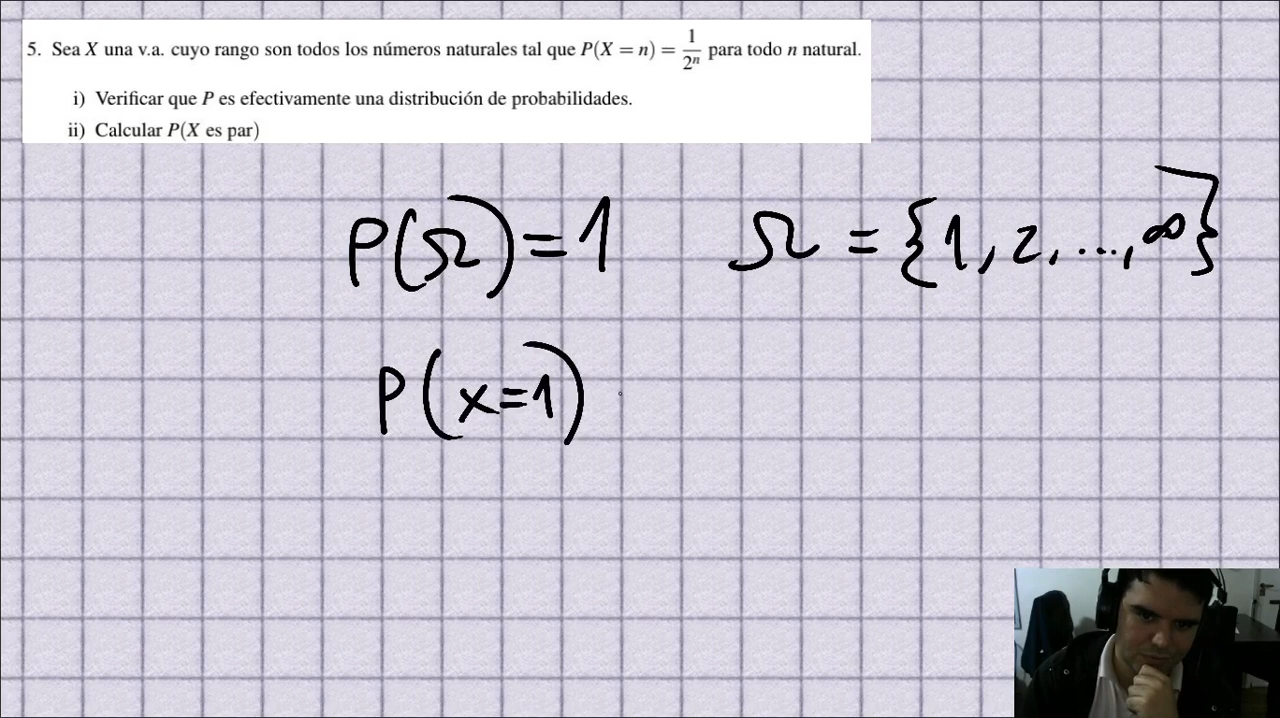 5. Sea X una v.a. cuyo rango son todos los números naturales tal que P(X = n) = 1/2ⁿ para todo n natural.
i) Verificar que P es efectivamente una distribución de probabilidades.
ii) Calcular P(X es par)
P(Ω) = 1 Ω = {1, 2, ..., ∞}
P(x=1)